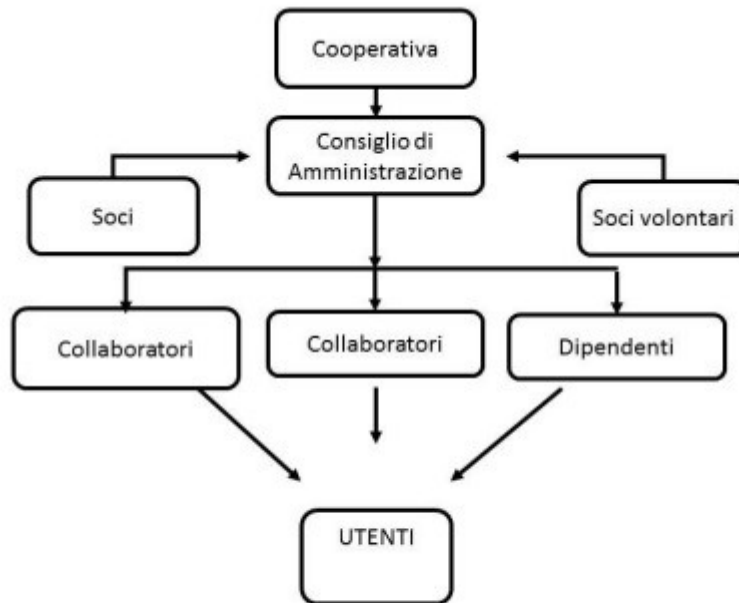 Cooperativa
Consiglio di
Amministrazione
Soci
Soci volontari
Collaboratori
Collaboratori
Dipendenti
UTENTI